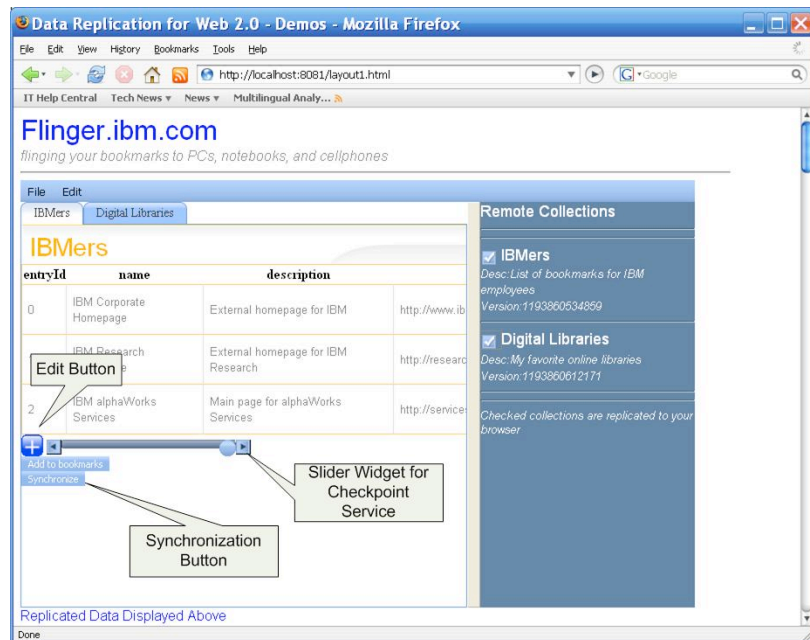 Data Replication for Web 2.0 - Demos - Mozilla Firefox
File Edit View History Bookmarks Tools Help
http://localhost:8081/layout1.html
G Google
IT Help Central Tech News News Multilingual Analy...
Flinger.ibm.com
flinging your bookmarks to PCs, notebooks, and cellphones
File Edit
IBMers Digital Libraries
IBMers
entryId name description
0 IBM Corporate Homepage External homepage for IBM http://www.ib
IBM Research External homepage for IBM Research http://researc
2 IBM alphaWorks Services Main page for alphaWorks Services http://service
Edit Button
Add to bookmarks
Synchronize
Slider Widget for
Checkpoint
Service
Synchronization
Button
Remote Collections
IBMers
Desc:List of bookmarks for IBM
employees
Version:1193860534859
Digital Libraries
Desc:My favorite online libraries
Version:1193860612171
Checked collections are replicated to your
browser
Replicated Data Displayed Above
Done